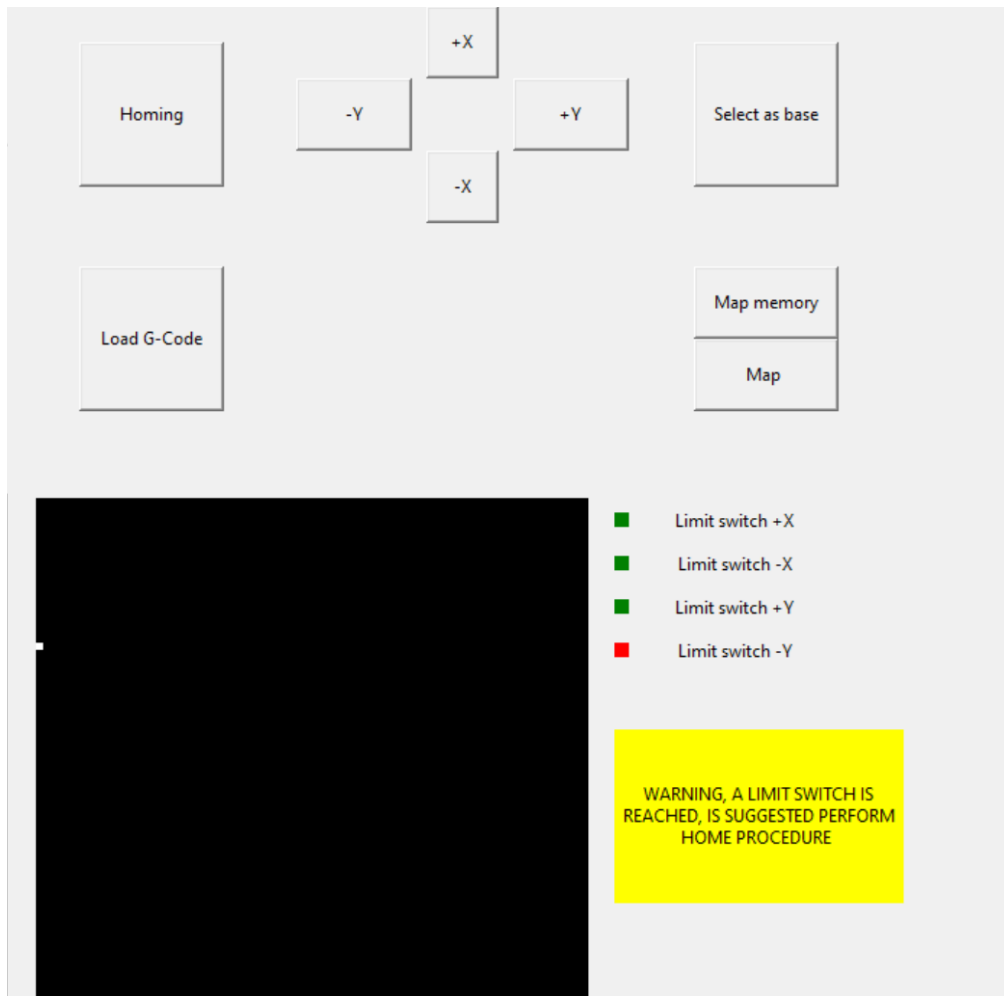 +X
Homing
-Y
+Y
Select as base
-X
Map memory
Load G-Code
Map
Limit switch +X
Limit switch -X
Limit switch +Y
Limit switch -Y
WARNING, A LIMIT SWITCH IS
REACHED, IS SUGGESTED PERFORM
HOME PROCEDURE